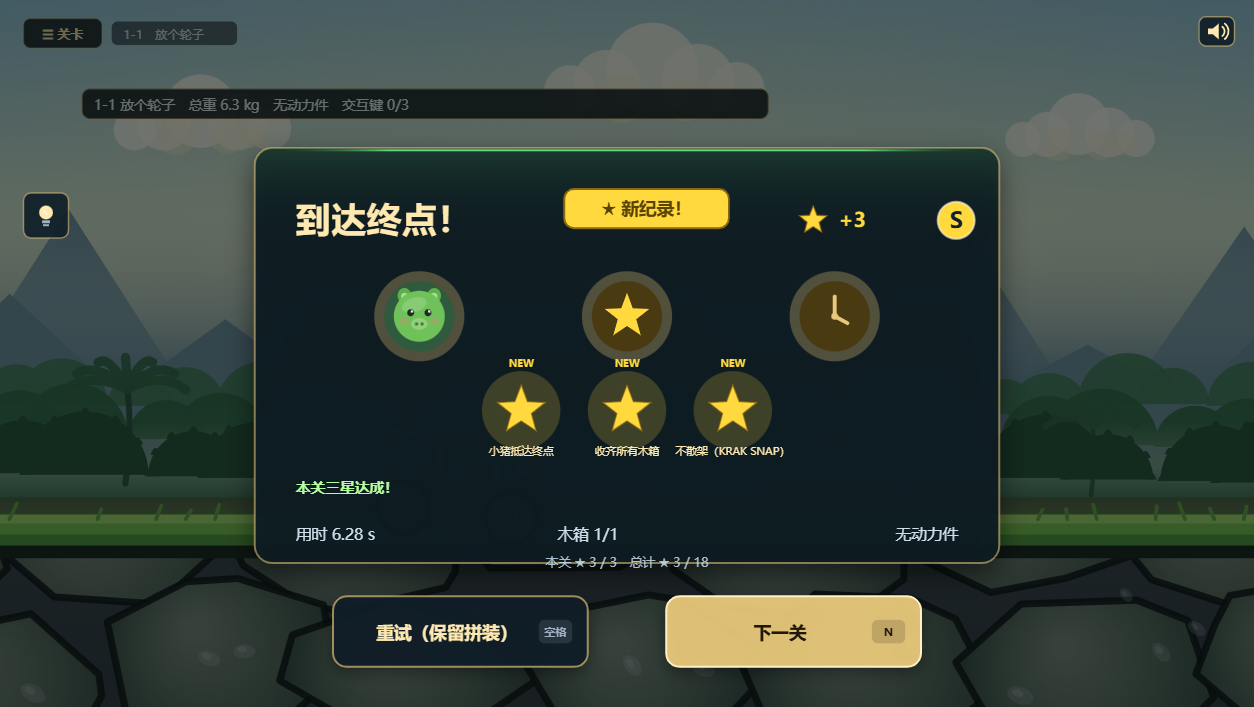 ☰ 关卡
1-1 放个轮子
1-1 放个轮子 总重 6.3 kg 无动力件 交互键 0/3
到达终点!
★ 新纪录!
+3
S
NEW NEW NEW
小猪抵达终点 收齐所有木箱 不散架（KRAK SNAP）
本关三星达成!
用时 6.28 s 木箱 1/1 无动力件
本关 ★ 3 / 3 总计 ★ 3 / 18
重试（保留拼装） 空格
下一关 N